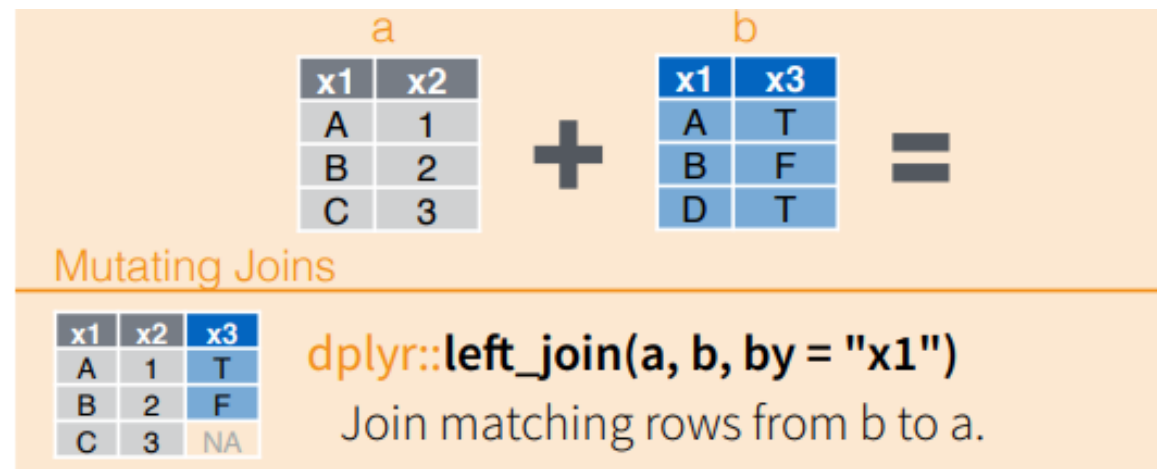 a b
x1 x2 x1 x3
A 1 A T
B 2 + B F =
C 3 D T
Mutating Joins
x1 x2 x3
A 1 T
B 2 F
C 3 NA
dplyr::left_join(a, b, by = "x1")
Join matching rows from b to a.